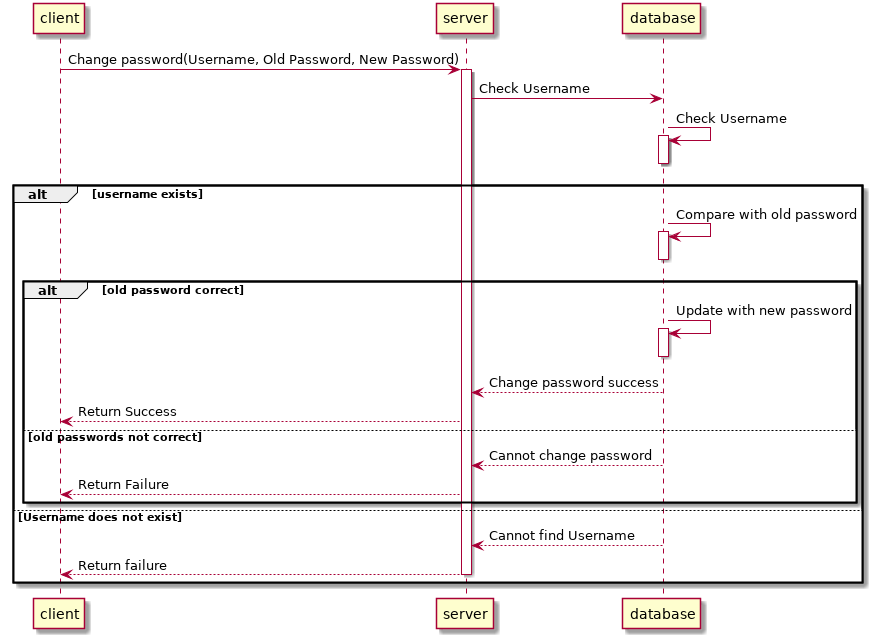 client server database
Change password(Username, Old Password, New Password)
Check Username
Check Username
alt [username exists]
Compare with old password
alt [old password correct]
Update with new password
Change password success
Return Success
[old passwords not correct]
Cannot change password
Return Failure
[Username does not exist]
Cannot find Username
Return failure
client server database